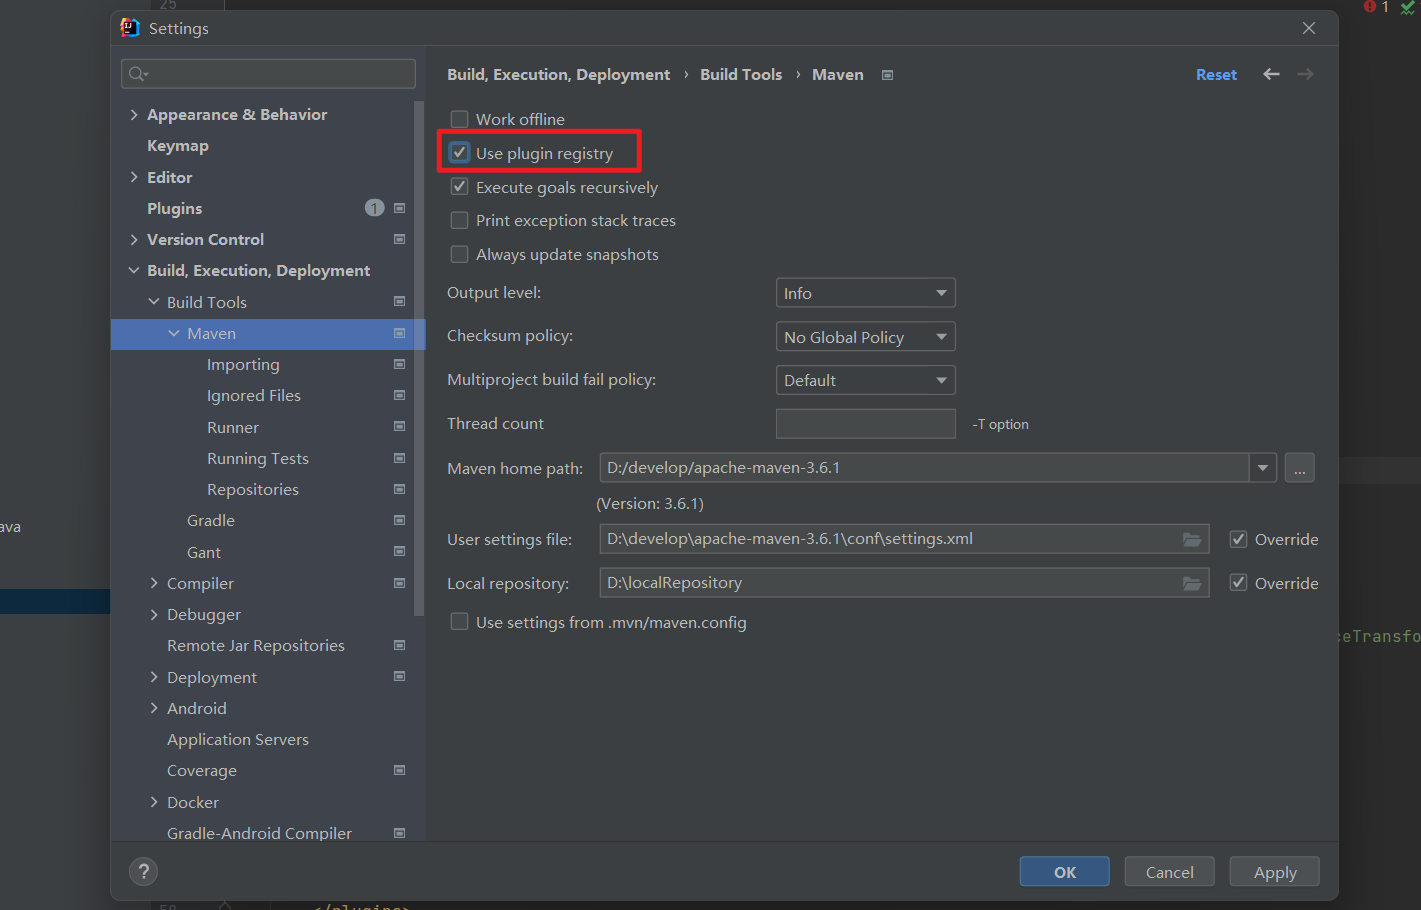 25
1
Settings
Build, Execution, Deployment › Build Tools › Maven
Reset
Appearance & Behavior
Keymap
Editor
Plugins 1
Version Control
Build, Execution, Deployment
Build Tools
Maven
Importing
Ignored Files
Runner
Running Tests
Repositories
Gradle
Gant
Compiler
Debugger
Remote Jar Repositories
Deployment
Android
Application Servers
Coverage
Docker
Gradle-Android Compiler
Work offline
Use plugin registry
Execute goals recursively
Print exception stack traces
Always update snapshots
Output level: Info
Checksum policy: No Global Policy
Multiproject build fail policy: Default
Thread count -T option
Maven home path: D:/develop/apache-maven-3.6.1 ...
(Version: 3.6.1)
User settings file: D:\develop\apache-maven-3.6.1\conf\settings.xml Override
Local repository: D:\localRepository Override
Use settings from .mvn/maven.config
ava
ceTransfo
? OK Cancel Apply
58 </plugins>